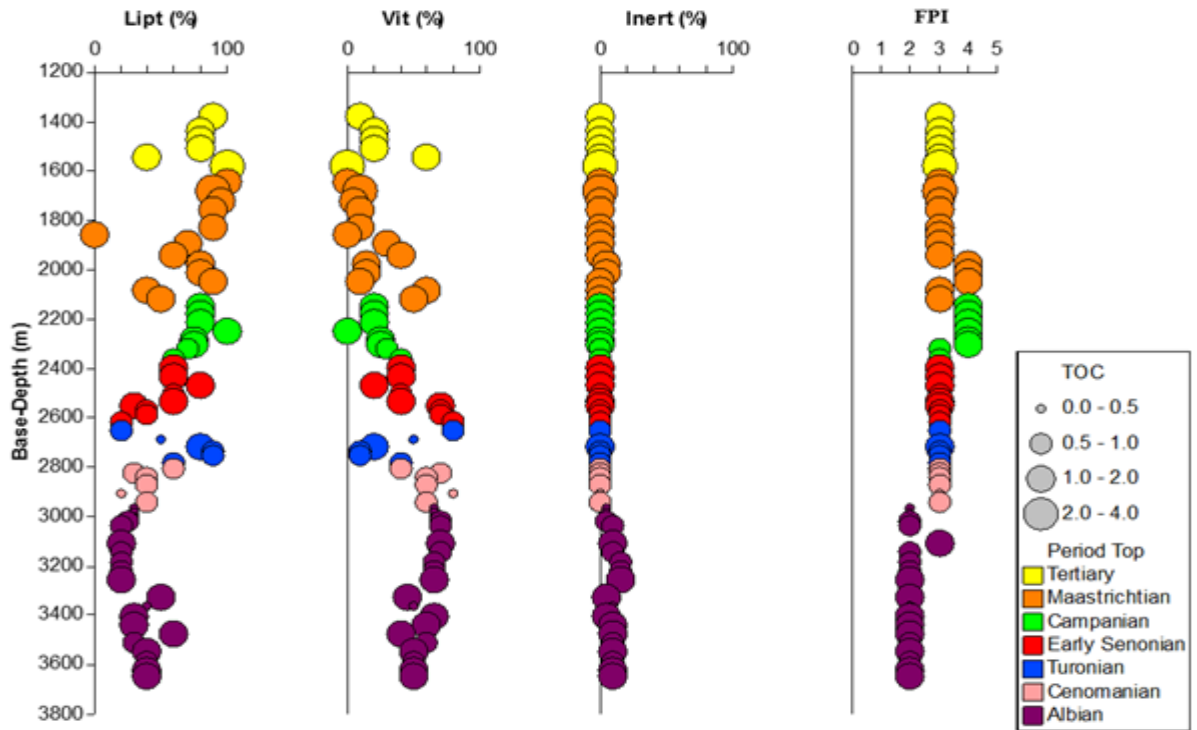 Lipt (%) Vit (%) Inert (%) FPI
0 100 0 100 0 100 0 1 2 3 4 5
1200
1400
1600
1800
2000
2200
2400
2600
2800
3000
3200
3400
3600
3800
Base-Depth (m)
TOC
0.0 - 0.5
0.5 - 1.0
1.0 - 2.0
2.0 - 4.0
Period Top
Tertiary
Maastrichtian
Campanian
Early Senonian
Turonian
Cenomanian
Albian